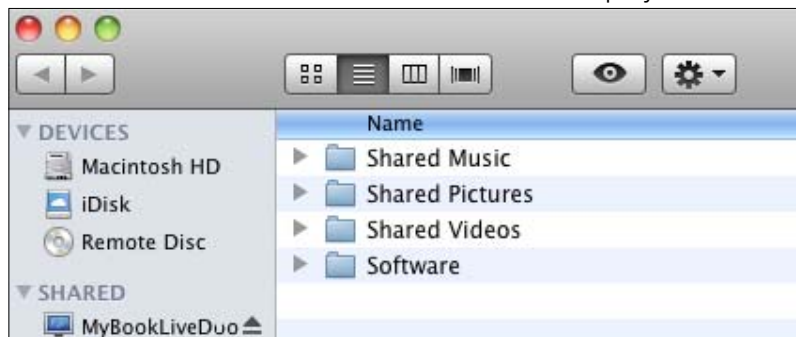 Name
DEVICES
Macintosh HD
iDisk
Remote Disc
SHARED
MyBookLiveDuo
Shared Music
Shared Pictures
Shared Videos
Software